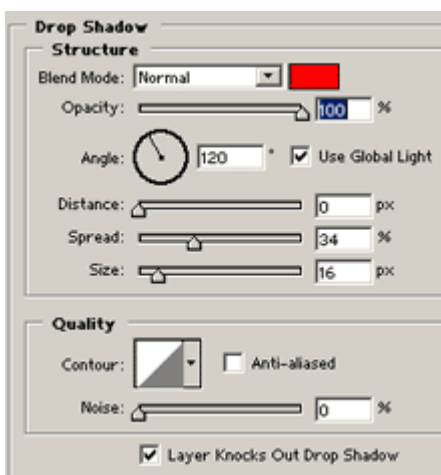 Drop Shadow
Structure
Blend Mode: Normal
Opacity: 100 %
Angle: 120 ° Use Global Light
Distance: 0 px
Spread: 34 %
Size: 16 px
Quality
Contour: Anti-aliased
Noise: 0 %
Layer Knocks Out Drop Shadow